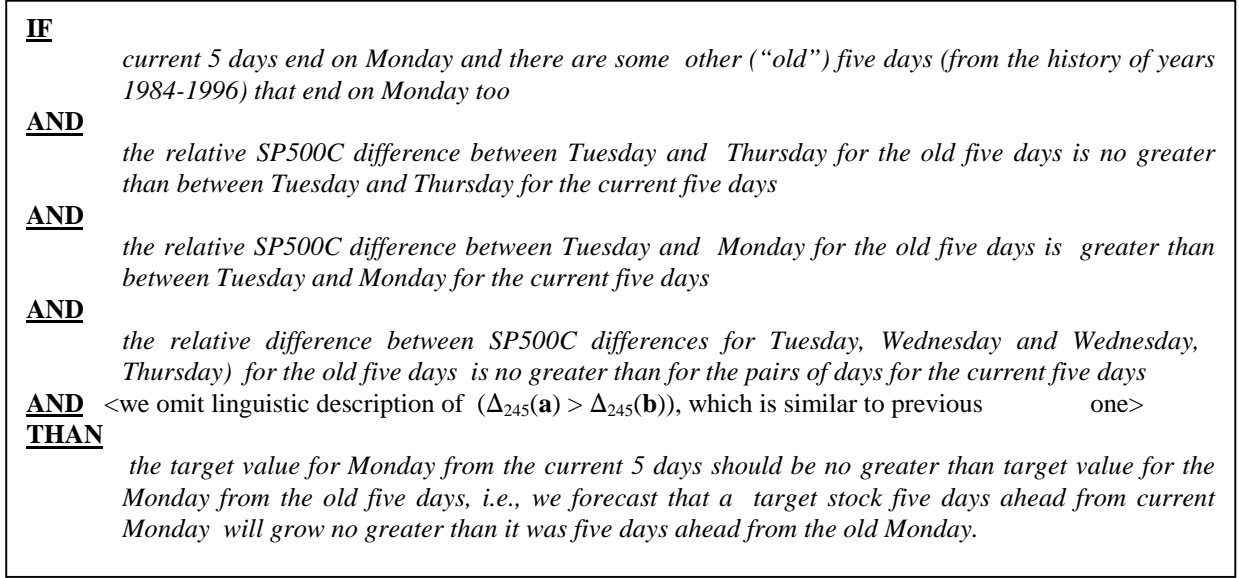 IF
current 5 days end on Monday and there are some other (“old”) five days (from the history of years
1984-1996) that end on Monday too
AND
the relative SP500C difference between Tuesday and Thursday for the old five days is no greater
than between Tuesday and Thursday for the current five days
AND
the relative SP500C difference between Tuesday and Monday for the old five days is greater than
between Tuesday and Monday for the current five days
AND
the relative difference between SP500C differences for Tuesday, Wednesday and Wednesday,
Thursday) for the old five days is no greater than for the pairs of days for the current five days
AND <we omit linguistic description of (Δ₂₄₅(a) > Δ₂₄₅(b)), which is similar to previous one>
THAN
the target value for Monday from the current 5 days should be no greater than target value for the
Monday from the old five days, i.e., we forecast that a target stock five days ahead from current
Monday will grow no greater than it was five days ahead from the old Monday.